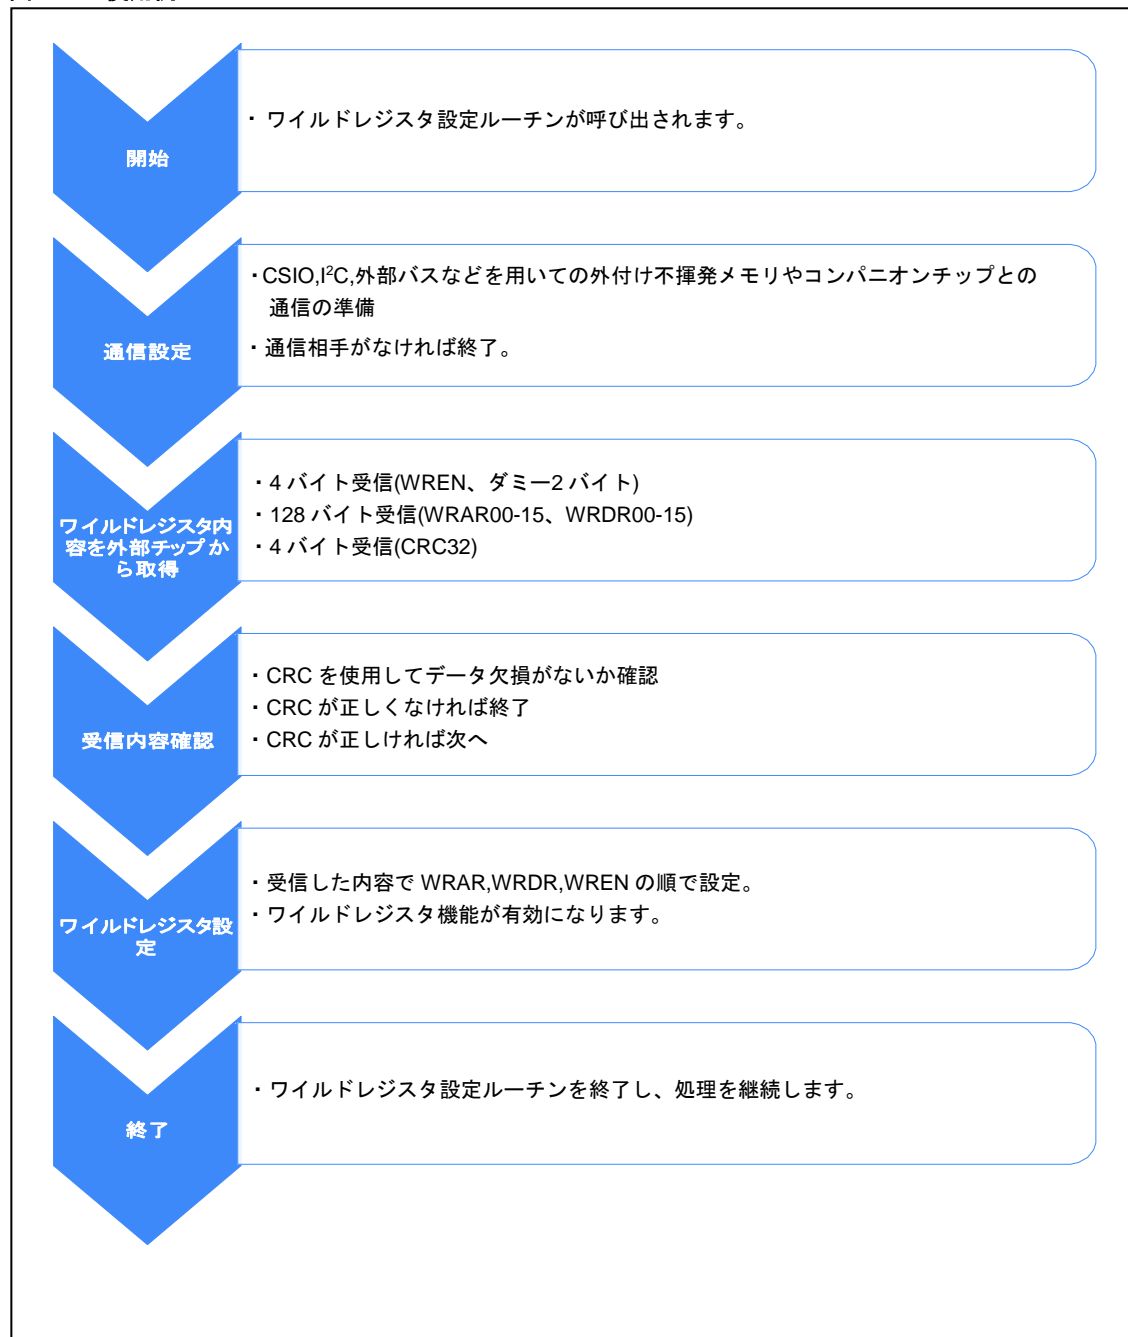 開始
・ワイルドレジスタ設定ルーチンが呼び出されます。
通信設定
・CSIO,I²C,外部バスなどを用いての外付け不揮発メモリやコンパニオンチップとの
通信の準備
・通信相手がなければ終了。
ワイルドレジスタ内
容を外部チップか
ら取得
・4 バイト受信(WREN、ダミー2 バイト)
・128 バイト受信(WRAR00-15、WRDR00-15)
・4 バイト受信(CRC32)
受信内容確認
・CRC を使用してデータ欠損がないか確認
・CRC が正しくなければ終了
・CRC が正しければ次へ
ワイルドレジスタ設
定
・受信した内容で WRAR,WRDR,WREN の順で設定。
・ワイルドレジスタ機能が有効になります。
終了
・ワイルドレジスタ設定ルーチンを終了し、処理を継続します。